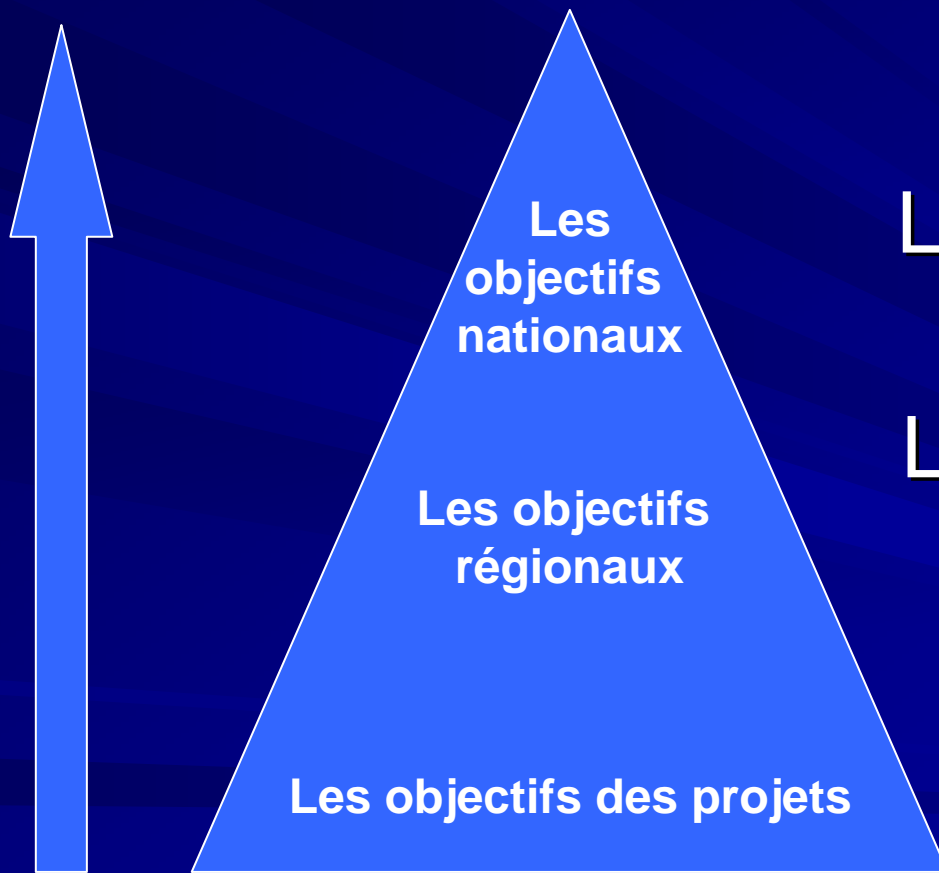 Les
objectifs
nationaux
L
L
Les objectifs
régionaux
Les objectifs des projets